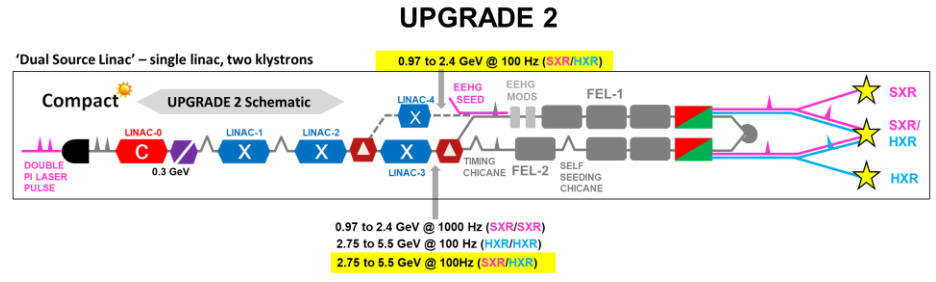 UPGRADE 2
'Dual Source Linac' – single linac, two klystrons
0.97 to 2.4 GeV @ 100 Hz (SXR/HXR)
Compact
UPGRADE 2 Schematic
LINAC-4
X
EEHG
SEED
EEHG
MODS
FEL-1
SXR
LINAC-0
C
0.3 GeV
LINAC-1
X
LINAC-2
X
X
LINAC-3
DOUBLE
PI LASER
PULSE
TIMING
CHICANE
FEL-2
SELF
SEEDING
CHICANE
SXR/
HXR
HXR
0.97 to 2.4 GeV @ 1000 Hz (SXR/SXR)
2.75 to 5.5 GeV @ 100 Hz (HXR/HXR)
2.75 to 5.5 GeV @ 100Hz (SXR/HXR)